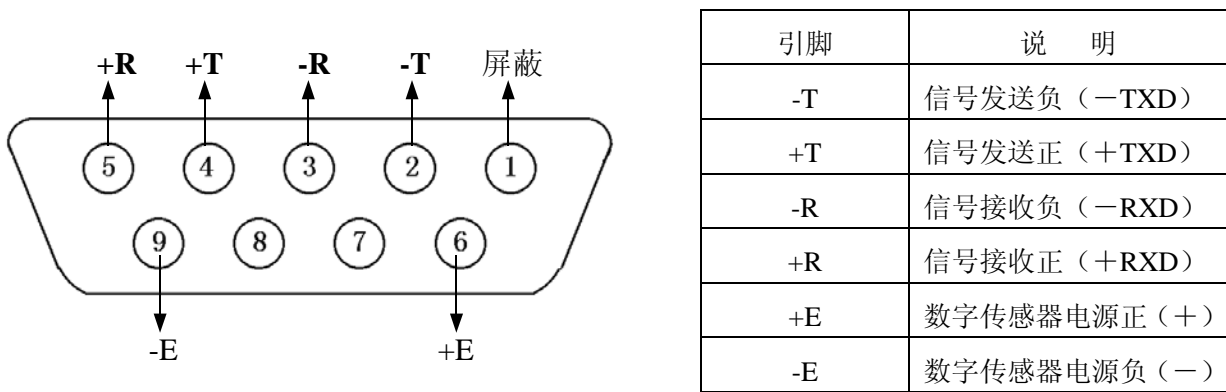 +R +T -R -T 屏蔽
5 4 3 2 1
9 8 7 6
-E +E
引脚 说 明
-T 信号发送负（－TXD）
+T 信号发送正（＋TXD）
-R 信号接收负（－RXD）
+R 信号接收正（＋RXD）
+E 数字传感器电源正（＋）
-E 数字传感器电源负（－）